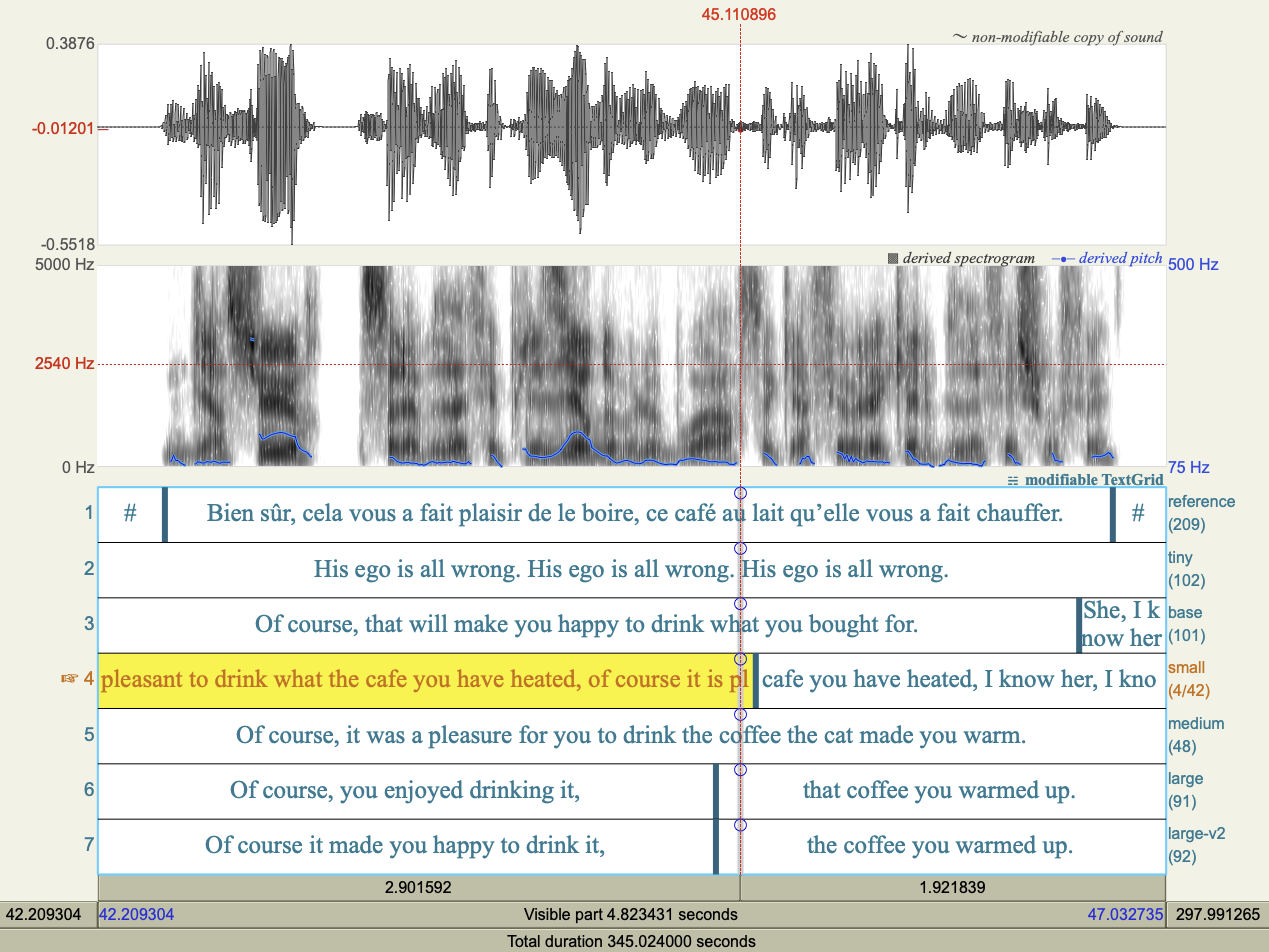 45.110896
0.3876
〜 non-modifiable copy of sound
-0.01201
-0.5518
5000 Hz
derived spectrogram
derived pitch
500 Hz
2540 Hz
0 Hz
75 Hz
modifiable TextGrid
1
#
Bien sûr, cela vous a fait plaisir de le boire, ce café au lait qu’elle vous a fait chauffer.
#
reference
(209)
2
His ego is all wrong. His ego is all wrong. His ego is all wrong.
tiny
(102)
3
Of course, that will make you happy to drink what you bought for.
She, I k
now her
base
(101)
☞ 4
pleasant to drink what the cafe you have heated, of course it is pl
cafe you have heated, I know her, I kno
small
(4/42)
5
Of course, it was a pleasure for you to drink the coffee the cat made you warm.
medium
(48)
6
Of course, you enjoyed drinking it,
that coffee you warmed up.
large
(91)
7
Of course it made you happy to drink it,
the coffee you warmed up.
large-v2
(92)
2.901592
1.921839
42.209304
42.209304
Visible part 4.823431 seconds
47.032735
297.991265
Total duration 345.024000 seconds